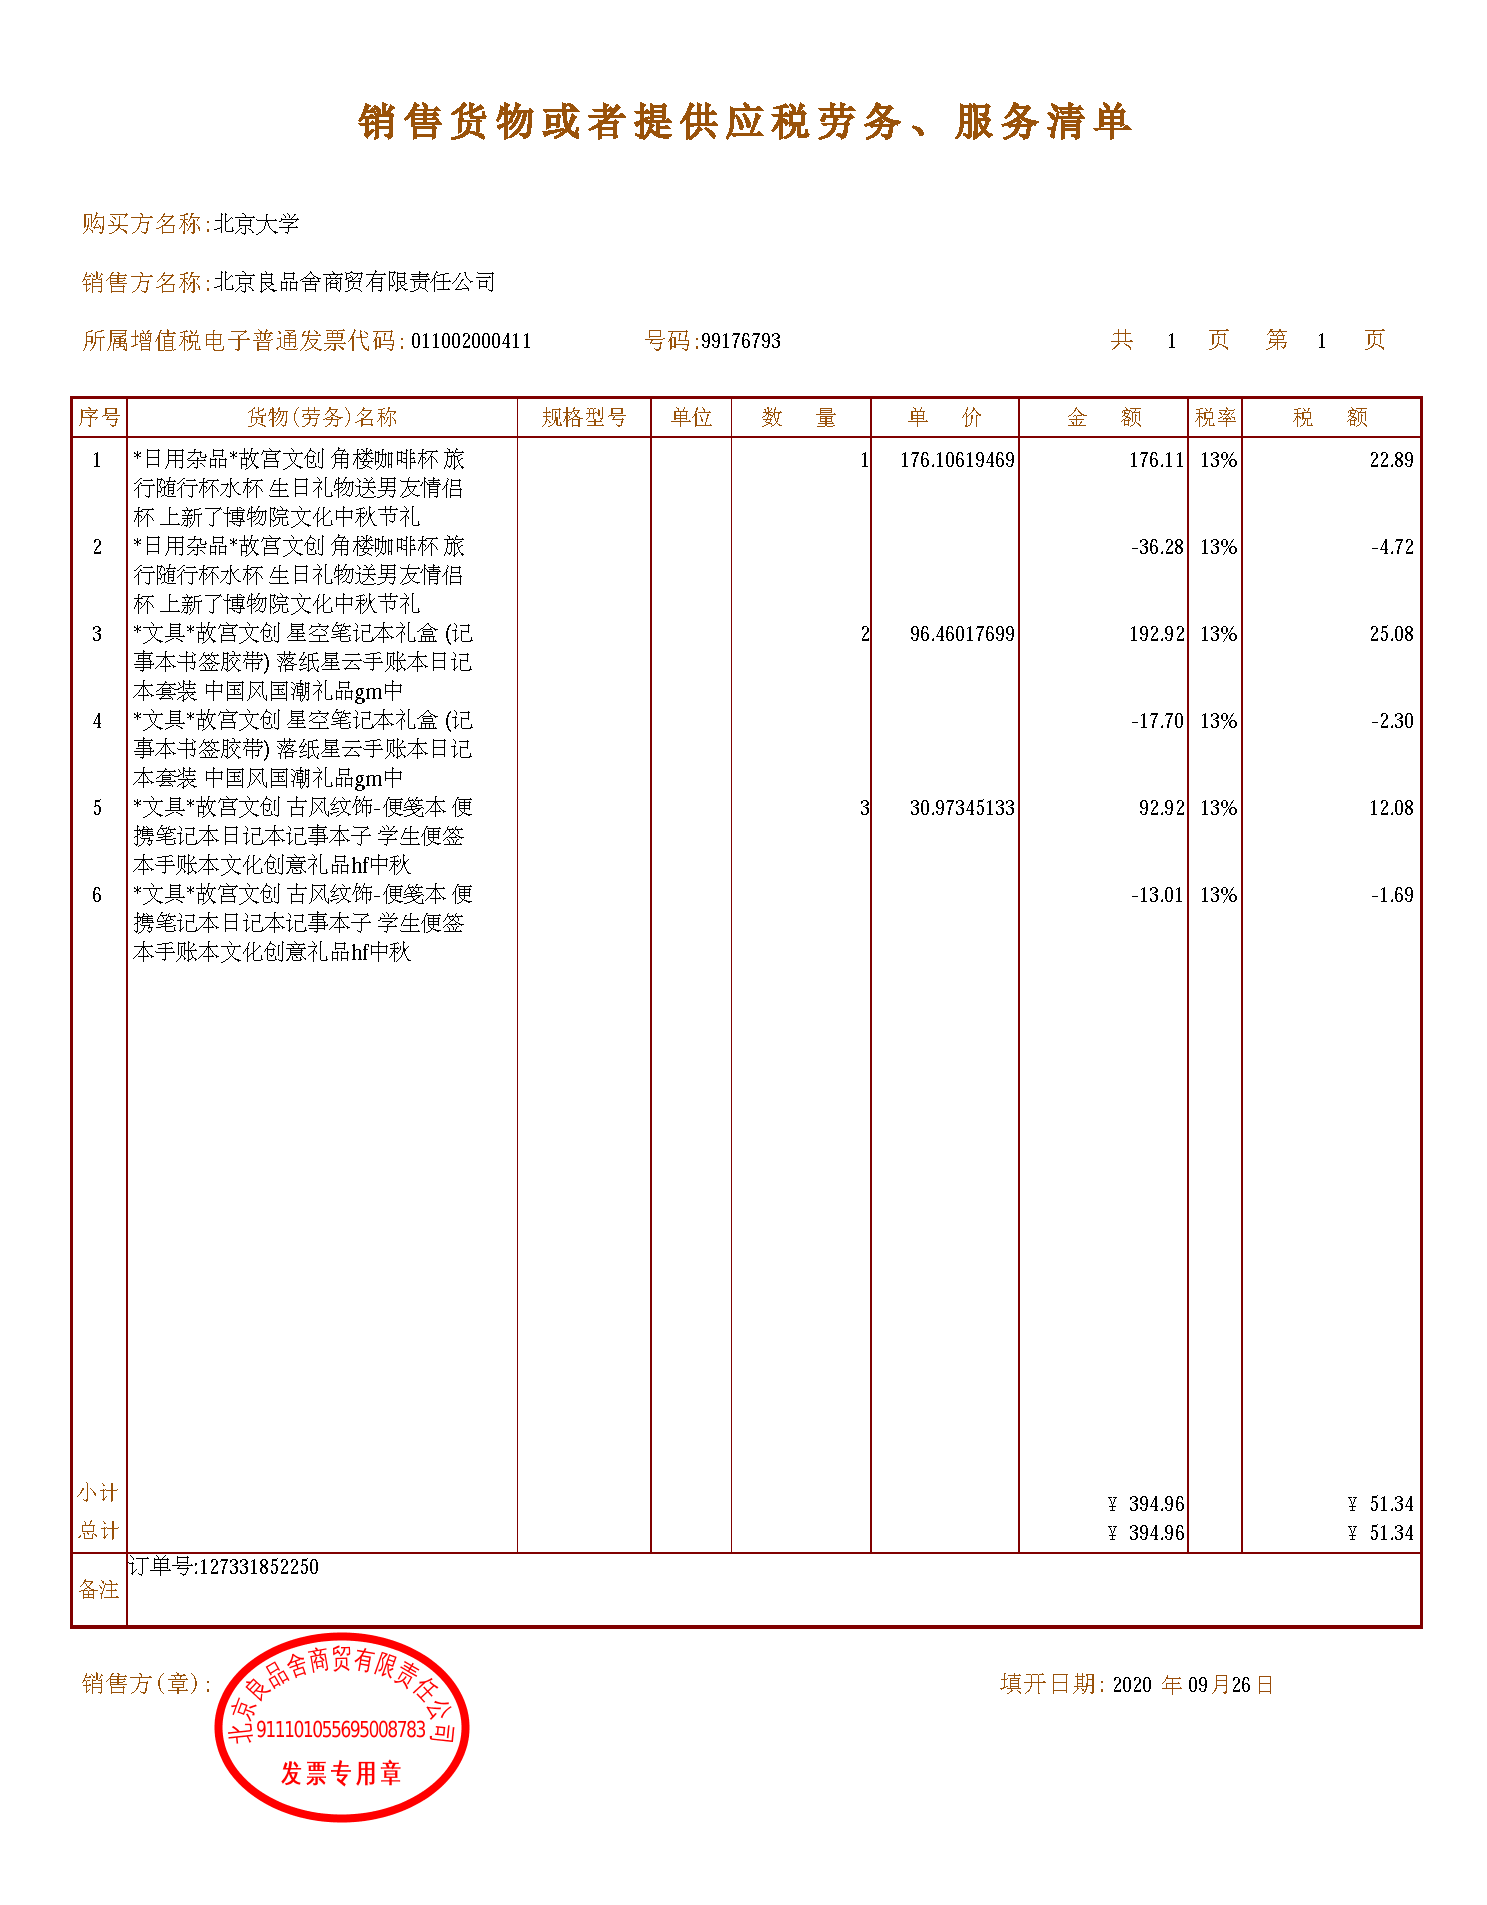 销售货物或者提供应税劳务、服务清单
购买方名称:北京大学
销售方名称:北京良品舍商贸有限责任公司
所属增值税电子普通发票代码: 011002000411 号码:99176793 共 1 页 第 1 页
序号 货物(劳务)名称 规格型号 单位 数 量 单 价 金 额 税率 税 额
1 *日用杂品*故宫文创 角楼咖啡杯 旅 1 176.10619469 176.11 13% 22.89
行随行杯水杯 生日礼物送男友情侣
杯 上新了博物院文化中秋节礼
2 *日用杂品*故宫文创 角楼咖啡杯 旅 -36.28 13% -4.72
行随行杯水杯 生日礼物送男友情侣
杯 上新了博物院文化中秋节礼
3 *文具*故宫文创 星空笔记本礼盒 (记 2 96.46017699 192.92 13% 25.08
事本书签胶带) 落纸星云手账本日记
本套装 中国风国潮礼品gm中
4 *文具*故宫文创 星空笔记本礼盒 (记 -17.70 13% -2.30
事本书签胶带) 落纸星云手账本日记
本套装 中国风国潮礼品gm中
5 *文具*故宫文创 古风纹饰-便笺本 便 3 30.97345133 92.92 13% 12.08
携笔记本日记本记事本子 学生便签
本手账本文化创意礼品hf中秋
6 *文具*故宫文创 古风纹饰-便笺本 便 -13.01 13% -1.69
携笔记本日记本记事本子 学生便签
本手账本文化创意礼品hf中秋
小计 ¥ 394.96 ¥ 51.34
总计 ¥ 394.96 ¥ 51.34
备注 订单号:127331852250
销售方(章): 填开日期: 2020 年 09 月 26 日
北京良品舍商贸有限责任公司
911101055695008783
发票专用章